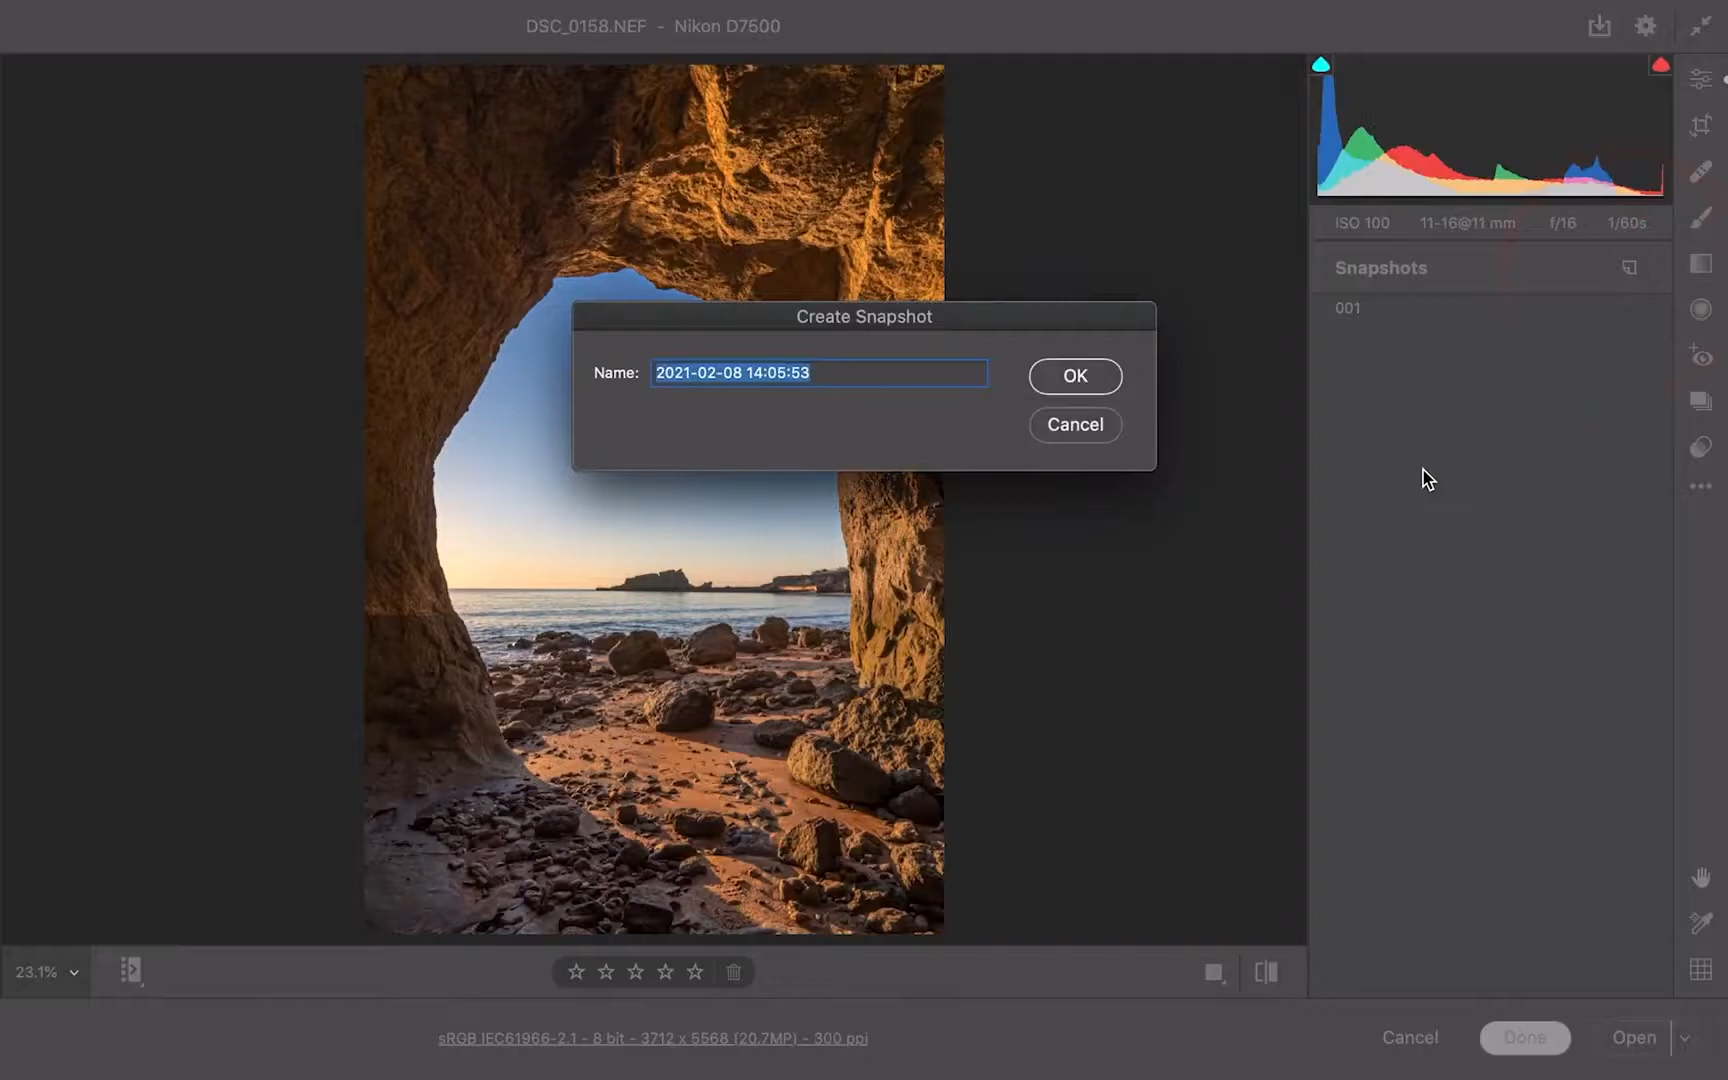 DSC_0158.NEF - Nikon D7500
ISO 100 11-16@11 mm f/16 1/60s
Snapshots
001
Create Snapshot
Name: 2021-02-08 14:05:53
OK
Cancel
23.1%
sRGB IEC61966-2.1 - 8 bit - 3712 x 5568 (20.7MP) - 300 ppi
Cancel Done Open